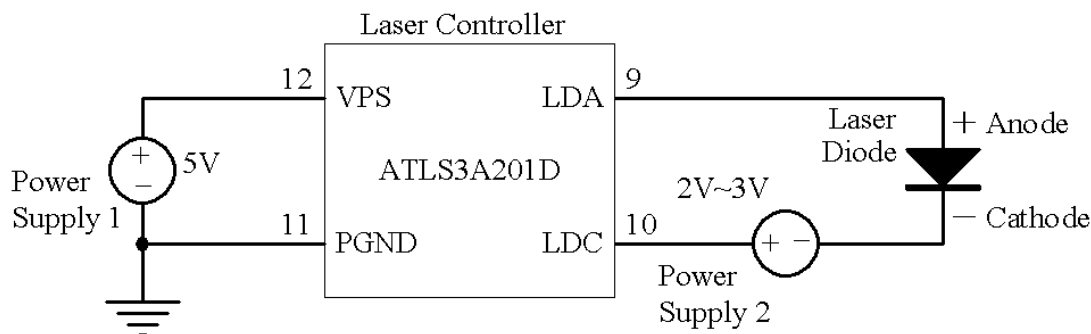 Laser Controller
12
VPS
LDA
9
+
5V
−
Power
Supply 1
ATLS3A201D
Laser
Diode
+ Anode
− Cathode
2V~3V
11
PGND
LDC
10
+ −
Power
Supply 2